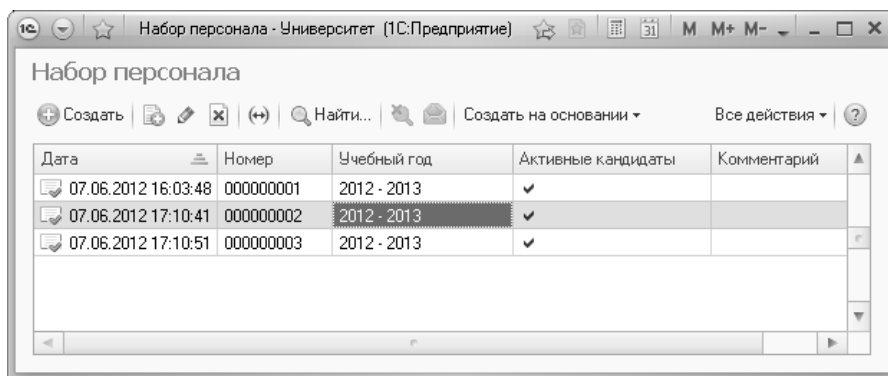 1С Набор персонала - Университет (1С:Предприятие) 31 M M+ M-
Набор персонала
Создать Найти... Создать на основании Все действия ?
Дата Номер Учебный год Активные кандидаты Комментарий
07.06.2012 16:03:48 000000001 2012 - 2013
07.06.2012 17:10:41 000000002 2012 - 2013
07.06.2012 17:10:51 000000003 2012 - 2013